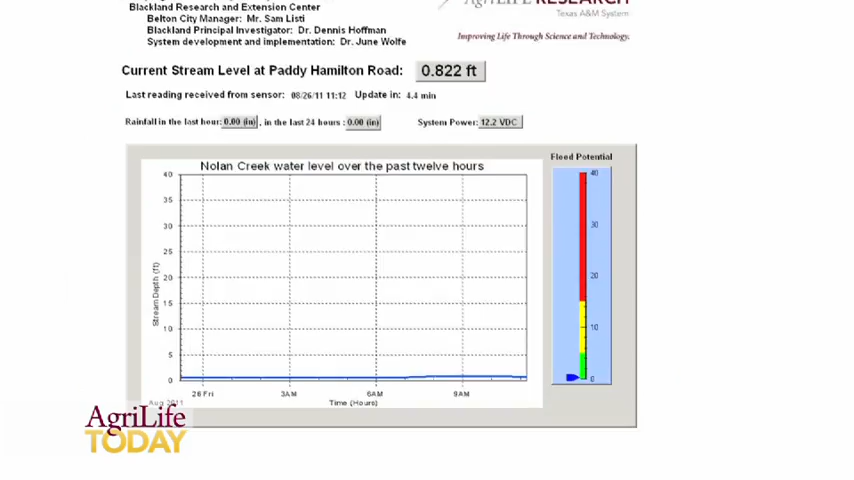 Blackland Research and Extension Center
Belton City Manager: Mr. Sam Listi
Blackland Principal Investigator: Dr. Dennis Hoffman
System development and implementation: Dr. June Wolfe
AgriLIFE RESEARCH
Texas A&M System
Improving Life Through Science and Technology.
Current Stream Level at Paddy Hamilton Road: 0.822 ft
Last reading received from sensor: 08/26/11 11:12 Update in: 4.4 min
Rainfall in the last hour: 0.00 (in) , in the last 24 hours : 0.00 (in) System Power: 12.2 VDC
Nolan Creek water level over the past twelve hours
Stream Depth (ft)
40
35
30
25
20
15
10
5
0
26 Fri 3AM 6AM 9AM
Aug 2011 Time (Hours)
Flood Potential
40
30
20
10
0
AgriLife
TODAY